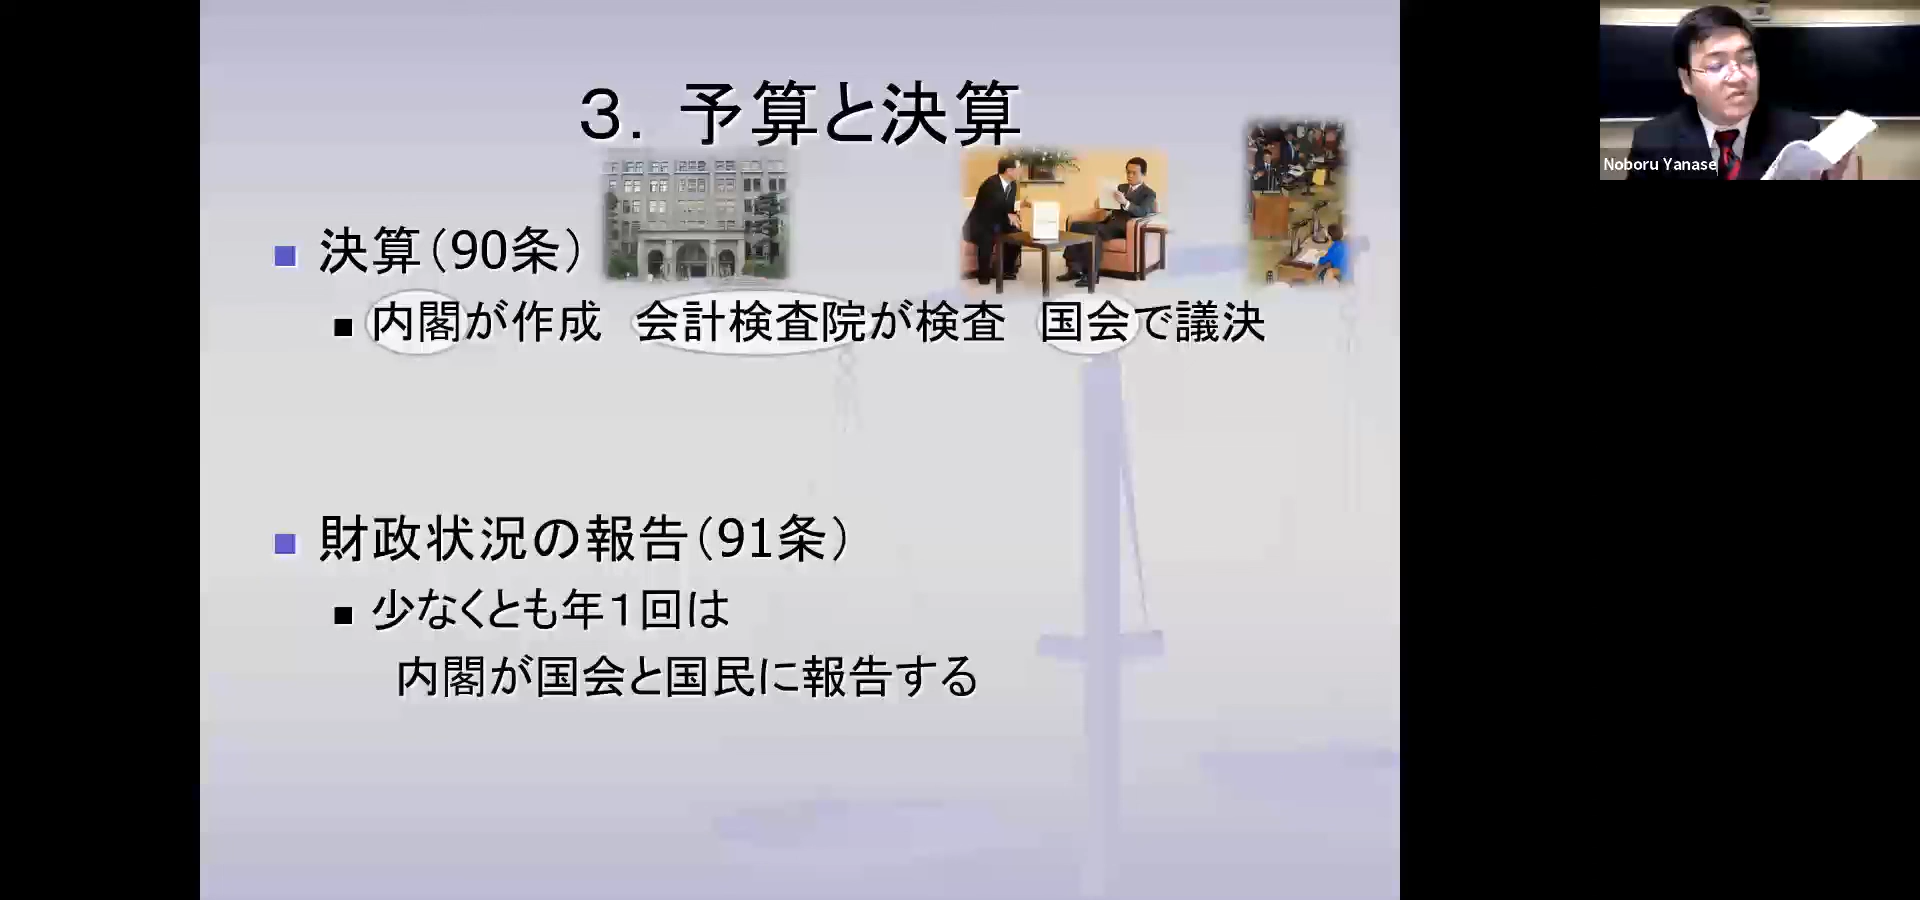 ３．予算と決算
決算（90条）
内閣が作成　会計検査院が検査　国会で議決
財政状況の報告（91条）
少なくとも年１回は
内閣が国会と国民に報告する
Noboru Yanase